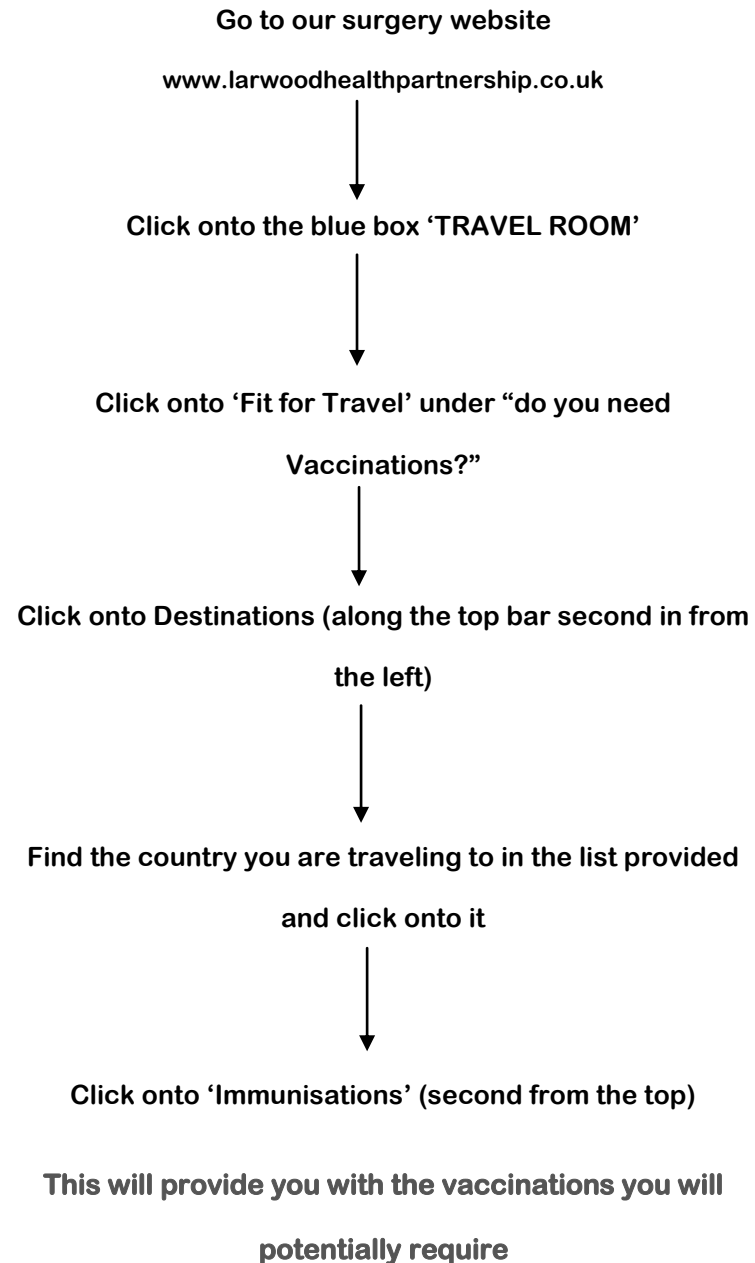 Go to our surgery website
www.larwoodhealthpartnership.co.uk
Click onto the blue box ‘TRAVEL ROOM’
Click onto ‘Fit for Travel’ under “do you need
Vaccinations?”
Click onto Destinations (along the top bar second in from
the left)
Find the country you are traveling to in the list provided
and click onto it
Click onto ‘Immunisations’ (second from the top)
This will provide you with the vaccinations you will
potentially require